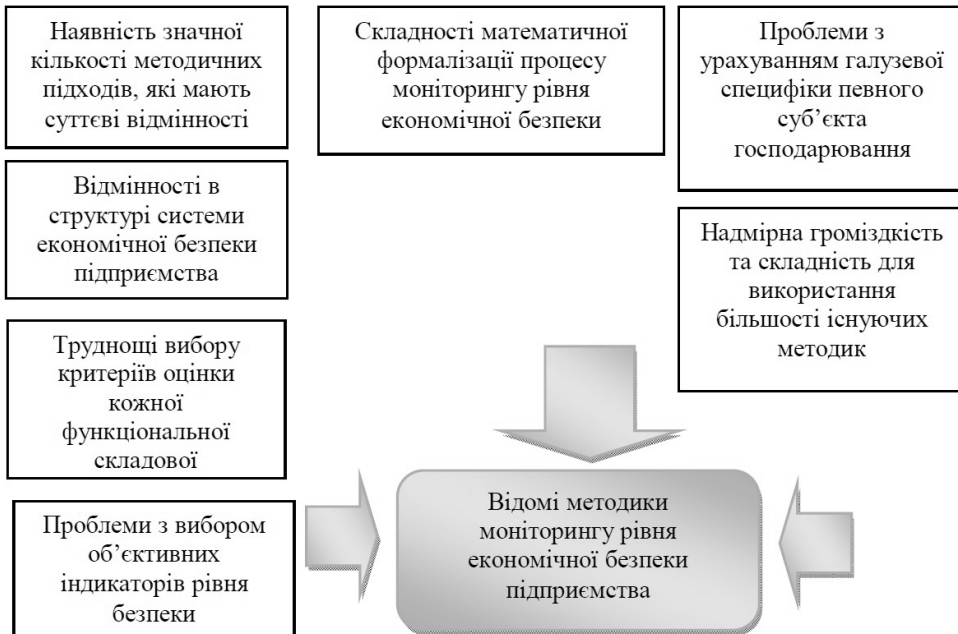 Наявність значної
кількості методичних
підходів, які мають
суттєві відмінності
Складності математичної
формалізації процесу
моніторингу рівня
економічної безпеки
Проблеми з
урахуванням галузевої
специфіки певного
суб’єкта
господарювання
Відмінності в
структурі системи
економічної безпеки
підприємства
Надмірна громіздкість
та складність для
використання
більшості існуючих
методик
Труднощі вибору
критеріїв оцінки
кожної
функціональної
складової
Проблеми з вибором
об’єктивних
індикаторів рівня
безпеки
Відомі методики
моніторингу рівня
економічної безпеки
підприємства